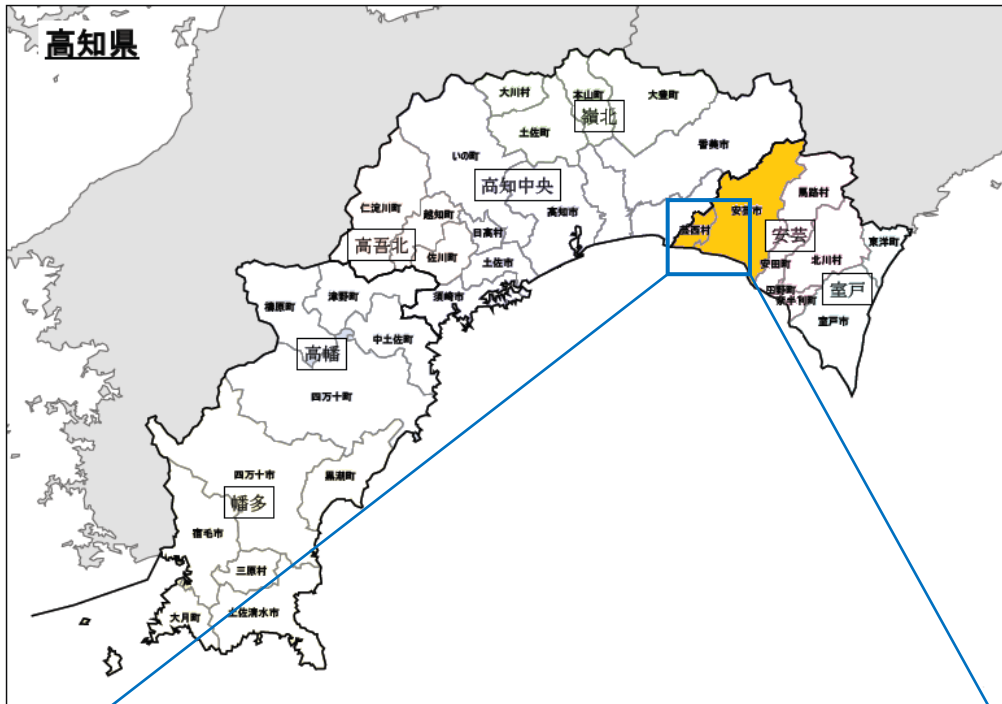 高知県
大川村
本山町
大豊町
嶺北
土佐町
香美市
いの町
高知中央
馬路村
仁淀川町
越知町
高知市
安芸市
芸西村
日高村
安芸
東洋町
高吾北
佐川町
土佐市
安田町
北川村
津野町
須崎市
田野町
奈半利町
室戸
梼原町
中土佐町
室戸市
高幡
四万十町
四万十市
黒潮町
幡多
宿毛市
三原村
大月町
土佐清水市